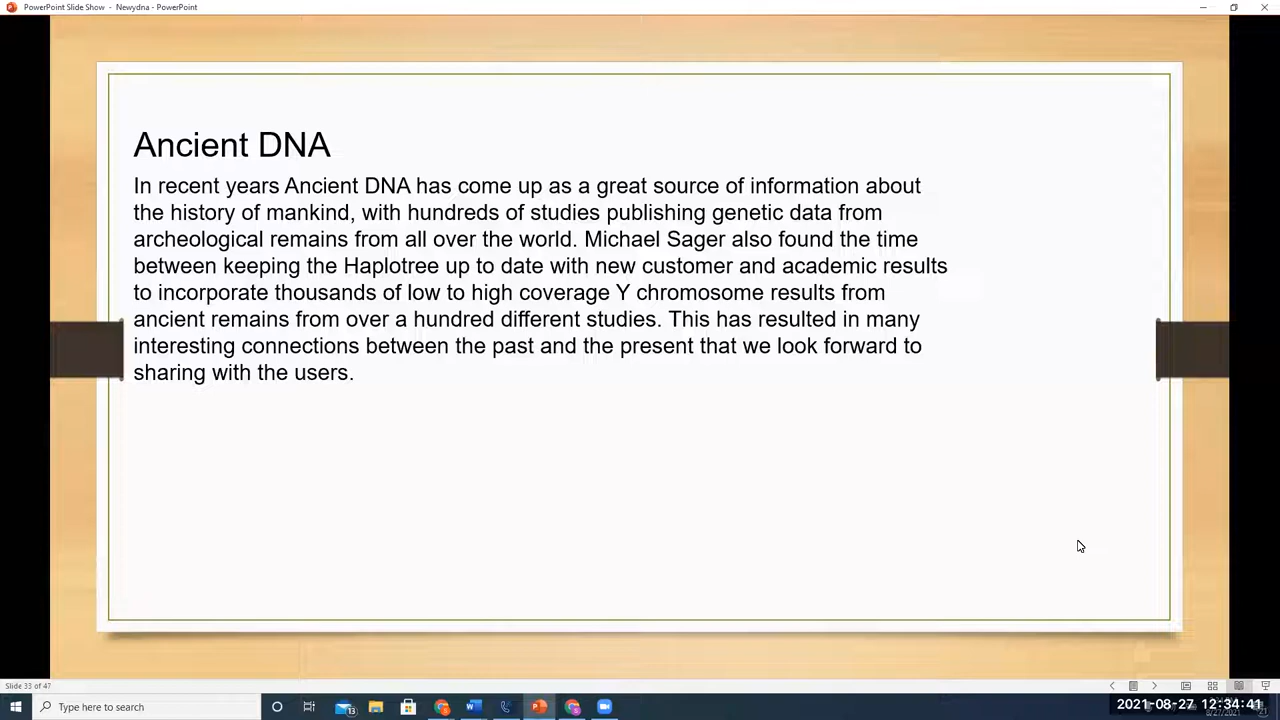 PowerPoint Slide Show - Newydna - PowerPoint
Ancient DNA
In recent years Ancient DNA has come up as a great source of information about
the history of mankind, with hundreds of studies publishing genetic data from
archeological remains from all over the world. Michael Sager also found the time
between keeping the Haplotree up to date with new customer and academic results
to incorporate thousands of low to high coverage Y chromosome results from
ancient remains from over a hundred different studies. This has resulted in many
interesting connections between the past and the present that we look forward to
sharing with the users.
Slide 33 of 47
Type here to search
13
2021-08-27 12:34:41
8/27/2021